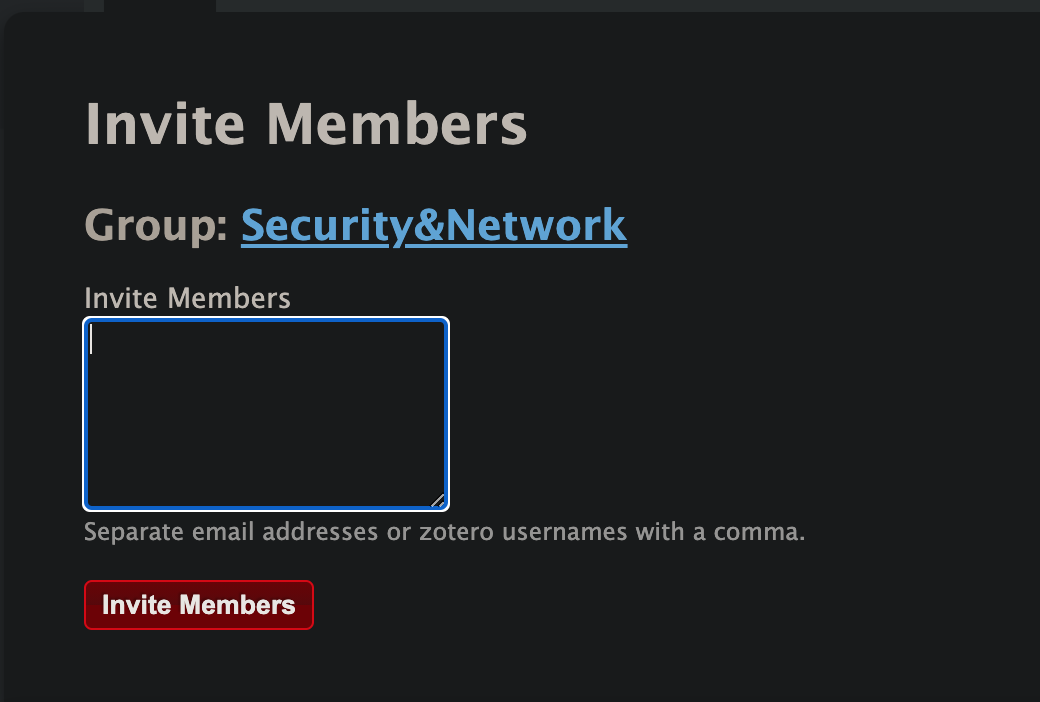 Invite Members
Group: Security&Network
Invite Members
Separate email addresses or zotero usernames with a comma.
Invite Members